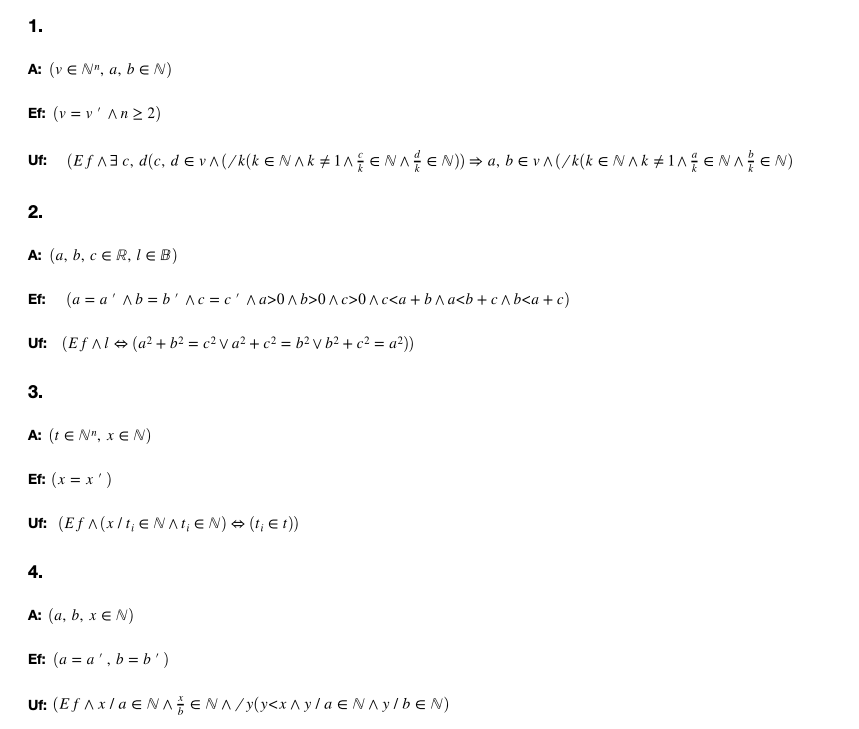 1.
A: (v ∈ ℕⁿ, a, b ∈ ℕ)
Ef: (v = v ′ ∧ n ≥ 2)
Uf: (Ef ∧ ∃ c, d(c, d ∈ v ∧ (/k(k ∈ ℕ ∧ k ≠ 1 ∧ c/k ∈ ℕ ∧ d/k ∈ ℕ)) ⇒ a, b ∈ v ∧ (/k(k ∈ ℕ ∧ k ≠ 1 ∧ a/k ∈ ℕ ∧ b/k ∈ ℕ)
2.
A: (a, b, c ∈ ℝ, l ∈ 𝔹)
Ef: (a = a ′ ∧ b = b ′ ∧ c = c ′ ∧ a>0 ∧ b>0 ∧ c>0 ∧ c<a + b ∧ a<b + c ∧ b<a + c)
Uf: (Ef ∧ l ⇔ (a² + b² = c² ∨ a² + c² = b² ∨ b² + c² = a²))
3.
A: (t ∈ ℕⁿ, x ∈ ℕ)
Ef: (x = x ′ )
Uf: (Ef ∧ (x / tᵢ ∈ ℕ ∧ tᵢ ∈ ℕ) ⇔ (tᵢ ∈ t))
4.
A: (a, b, x ∈ ℕ)
Ef: (a = a ′ , b = b ′ )
Uf: (Ef ∧ x / a ∈ ℕ ∧ x/b ∈ ℕ ∧ /y(y<x ∧ y / a ∈ ℕ ∧ y / b ∈ ℕ)